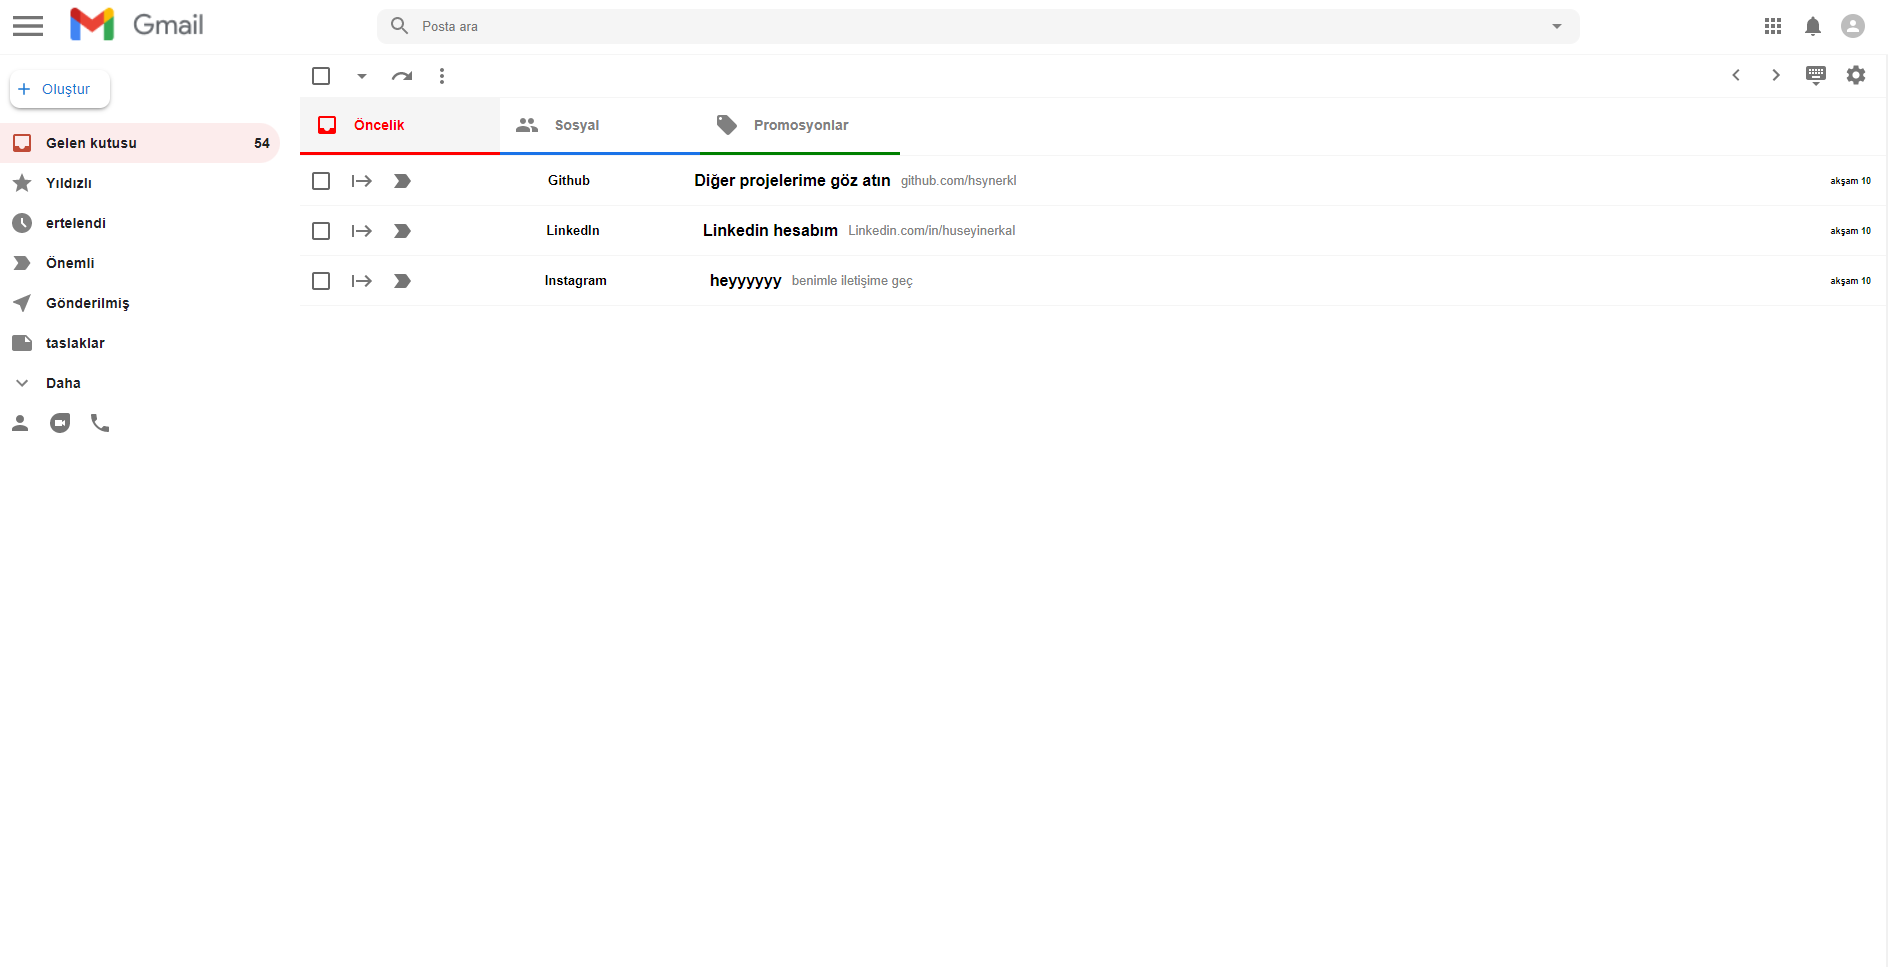 Gmail
Posta ara
Oluştur
Gelen kutusu 54
Yıldızlı
ertelendi
Önemli
Gönderilmiş
taslaklar
Daha
Öncelik Sosyal Promosyonlar
Github Diğer projelerime göz atın github.com/hsynerkl akşam 10
LinkedIn Linkedin hesabım Linkedin.com/in/huseyinerkal akşam 10
Instagram heyyyyyy benimle iletişime geç akşam 10